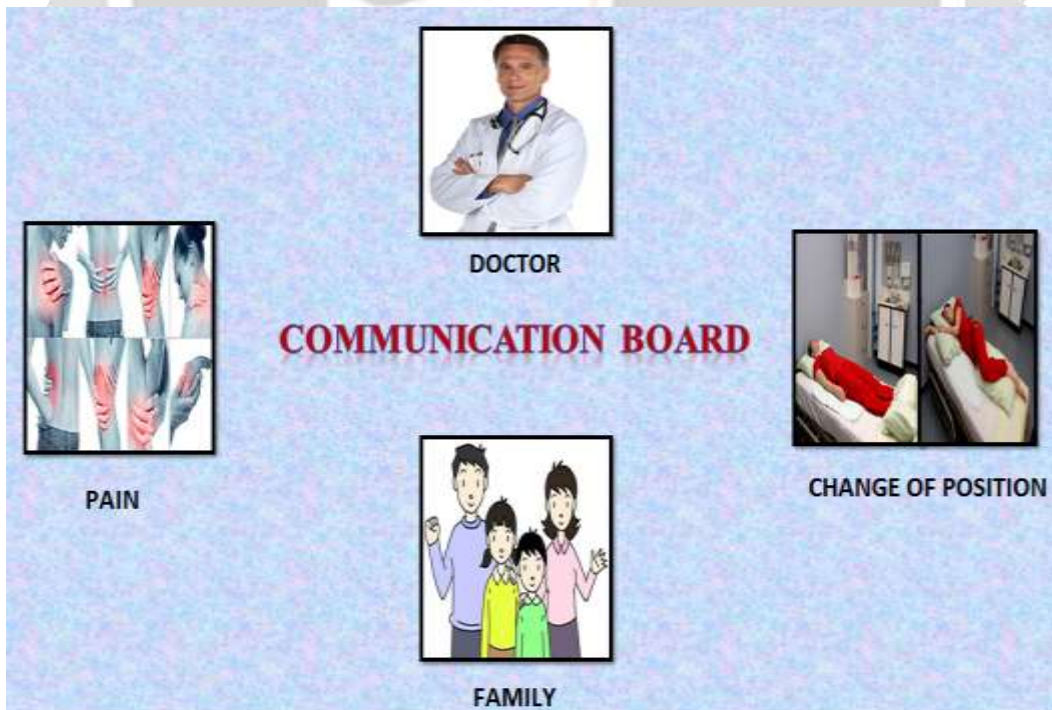 DOCTOR
COMMUNICATION BOARD
PAIN
CHANGE OF POSITION
FAMILY